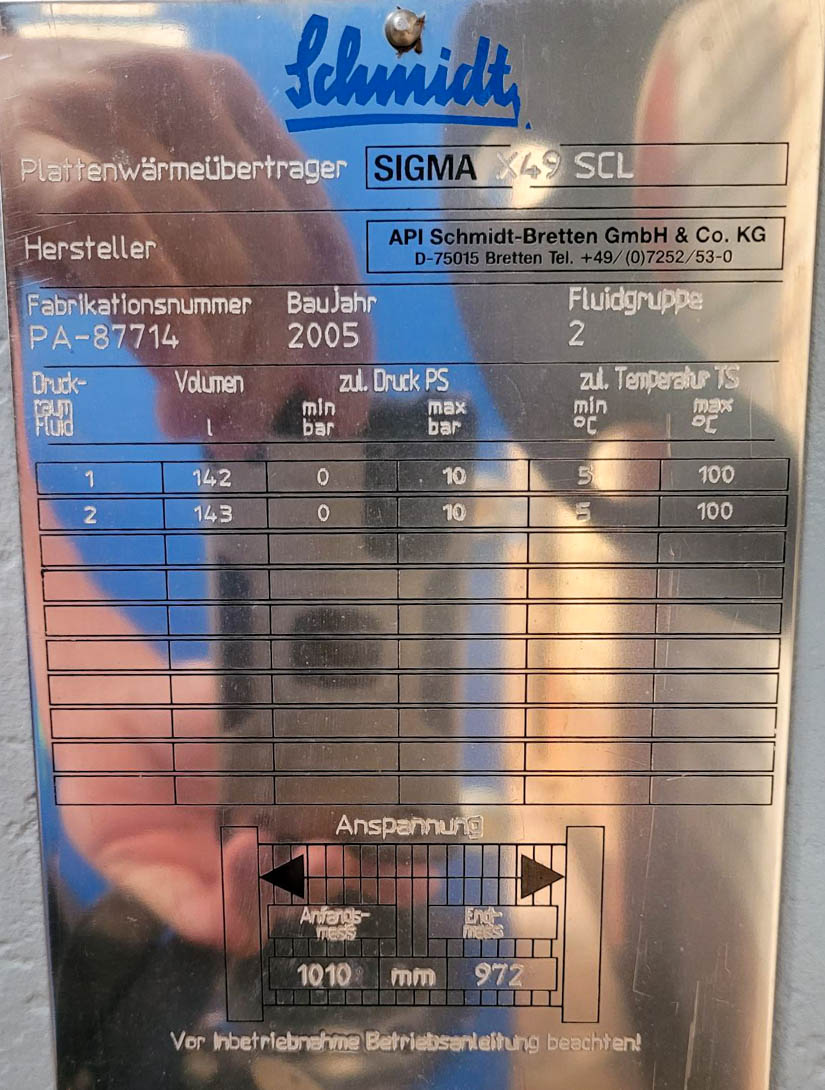 Schmidt
Plattenwärmeübertrager SIGMA X49 SCL
Hersteller API Schmidt-Bretten GmbH & Co. KG
D-75015 Bretten Tel. +49/(0)7252/53-0
Fabrikationsnummer BauJahr Fluidgruppe
PA-87714 2005 2
Druck- Volumen zul. Druck PS zul. Temperatur TS
raum min max min max
Fluid l bar bar °C °C
1 142 0 10 5 100
2 143 0 10 5 100
Anspannung
Anfangs- End-
mass mass
1010 mm 972
Vor Inbetriebnahme Betriebsanleitung beachten!